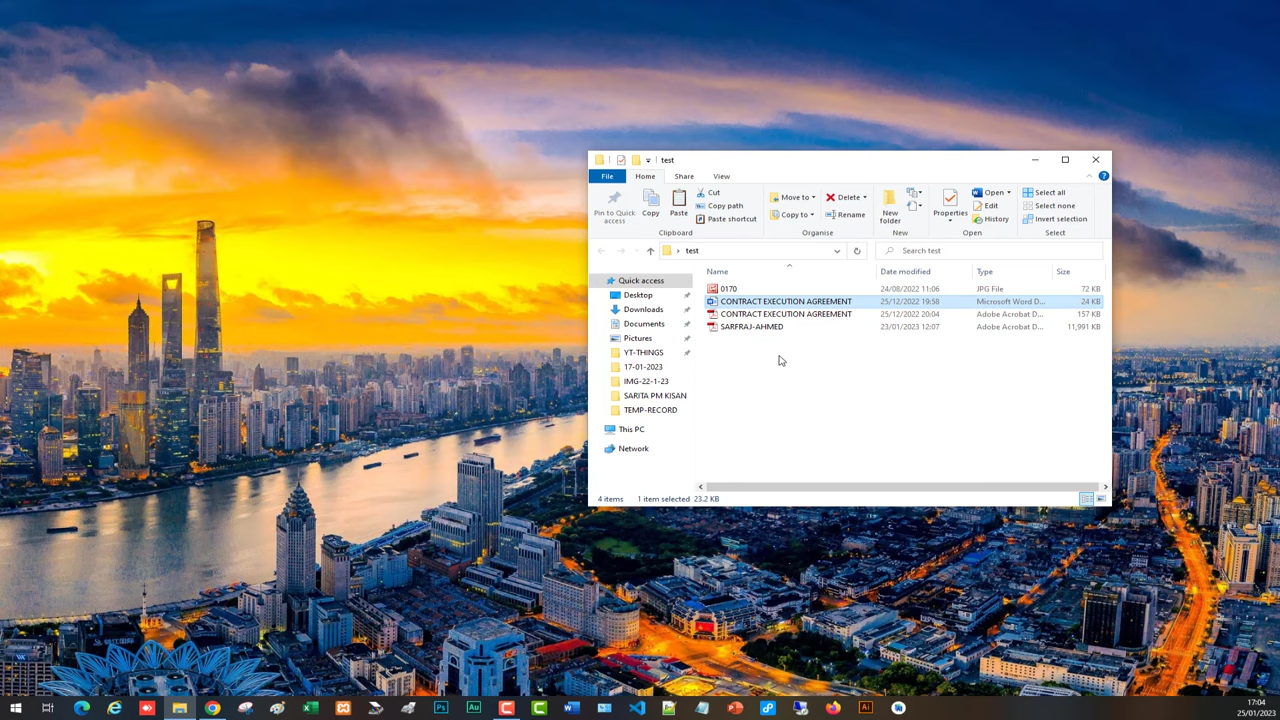 test
File Home Share View
Pin to Quick access
Copy
Paste
Cut
Copy path
Paste shortcut
Clipboard
Move to
Copy to
Delete
Rename
Organise
New folder
New
Properties
Open
Edit
History
Open
Select all
Select none
Invert selection
Select
test
Search test
Name Date modified Type Size
0170 24/08/2022 11:06 JPG File 72 KB
CONTRACT EXECUTION AGREEMENT 25/12/2022 19:58 Microsoft Word D... 24 KB
CONTRACT EXECUTION AGREEMENT 25/12/2022 20:04 Adobe Acrobat D... 157 KB
SARFRAJ-AHMED 23/01/2023 12:07 Adobe Acrobat D... 11,991 KB
Quick access
Desktop
Downloads
Documents
Pictures
YT-THINGS
17-01-2023
IMG-22-1-23
SARITA PM KISAN
TEMP-RECORD
This PC
Network
4 items 1 item selected 23.2 KB
Ps
Au
Ai
17:04
25/01/2023